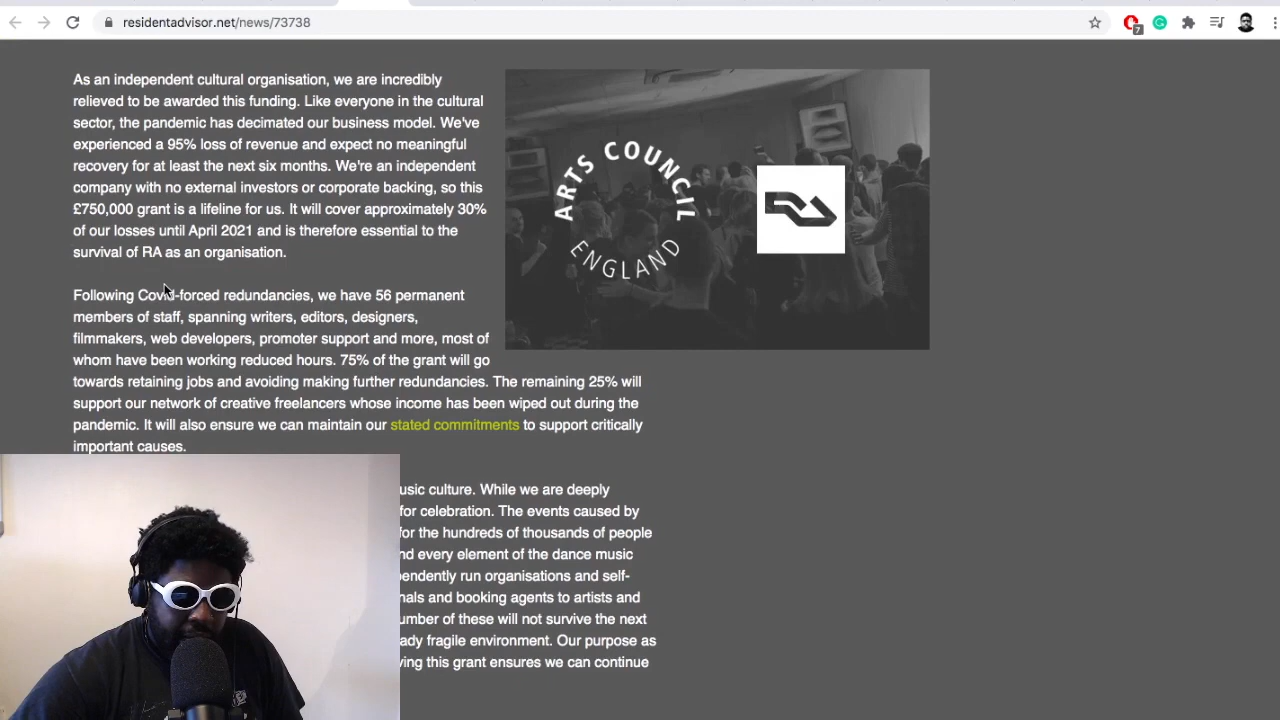 residentadvisor.net/news/73738
7
As an independent cultural organisation, we are incredibly
relieved to be awarded this funding. Like everyone in the cultural
sector, the pandemic has decimated our business model. We've
experienced a 95% loss of revenue and expect no meaningful
recovery for at least the next six months. We're an independent
company with no external investors or corporate backing, so this
£750,000 grant is a lifeline for us. It will cover approximately 30%
of our losses until April 2021 and is therefore essential to the
survival of RA as an organisation.
ARTS COUNCIL
ENGLAND
Following Covid-forced redundancies, we have 56 permanent
members of staff, spanning writers, editors, designers,
filmmakers, web developers, promoter support and more, most of
whom have been working reduced hours. 75% of the grant will go
towards retaining jobs and avoiding making further redundancies. The remaining 25% will
support our network of creative freelancers whose income has been wiped out during the
pandemic. It will also ensure we can maintain our stated commitments to support critically
important causes.
usic culture. While we are deeply
for celebration. The events caused by
for the hundreds of thousands of people
nd every element of the dance music
pendently run organisations and self-
nals and booking agents to artists and
umber of these will not survive the next
ady fragile environment. Our purpose as
ving this grant ensures we can continue